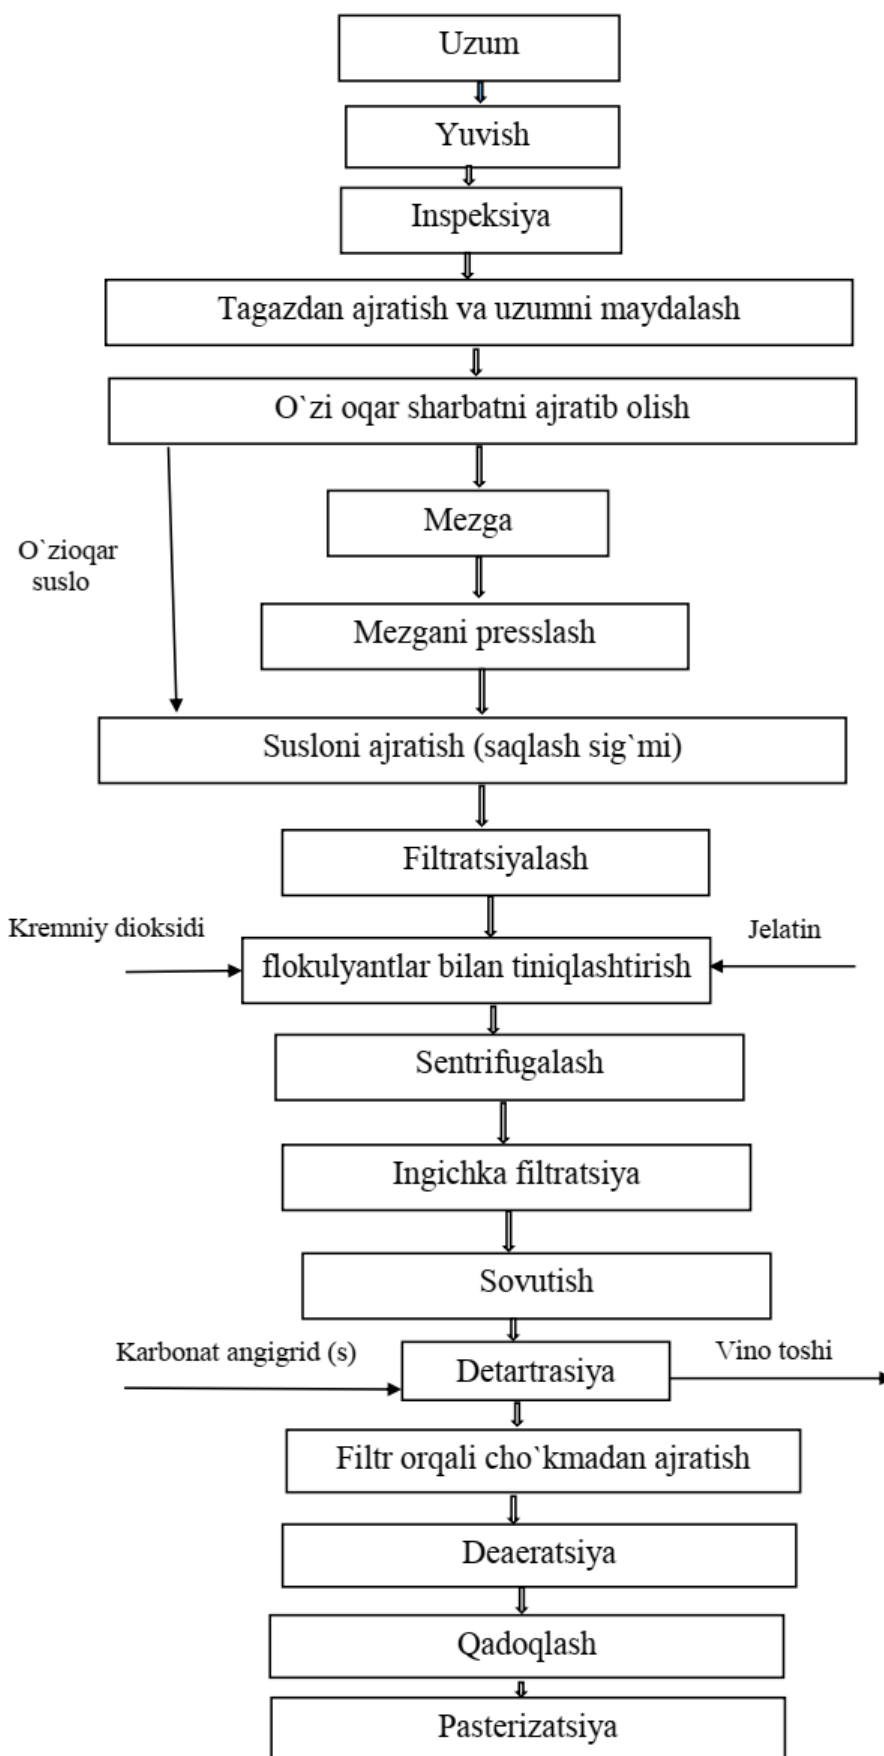 Uzum
Yuvish
Inspeksiya
Tagazdan ajratish va uzumni maydalash
O`zi oqar sharbatni ajratib olish
Mezga
O`zioqar
suslo
Mezgani presslash
Susloni ajratish (saqlash sig`mi)
Filtratsiyalash
Kremniy dioksidi
Jelatin
flokulyantlar bilan tiniqlashtirish
Sentrifugalash
Ingichka filtratsiya
Sovutish
Karbonat angigrid (s)
Vino toshi
Detartrasiya
Filtr orqali cho`kmadan ajratish
Deaeratsiya
Qadoqlash
Pasterizatsiya